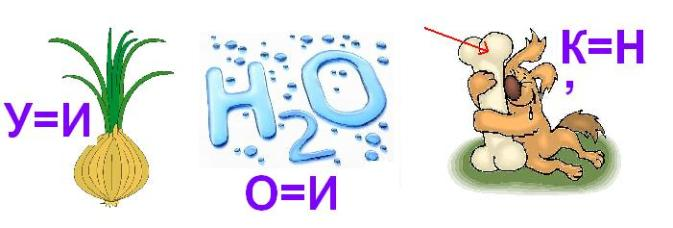 У=И
H2O
О=И
К=Н
,